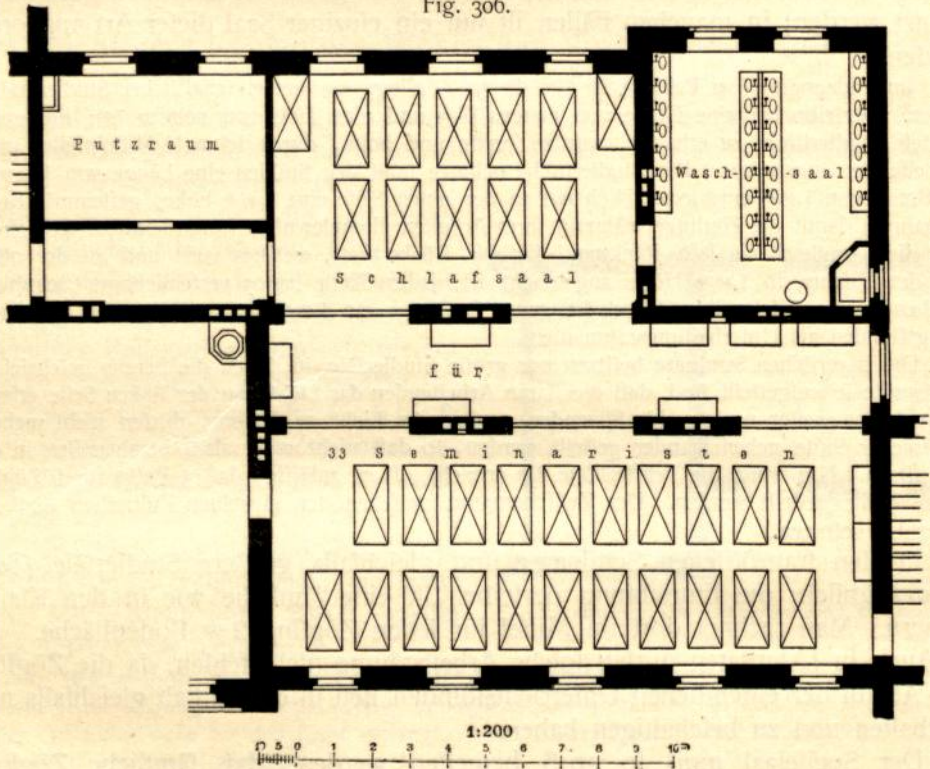 Fig. 306.
Putzraum
Wasch- -saal
Schlafsaal
für
33 Seminaristen
1:200
10 5 0 1 2 3 4 5 6 7 8 9 10m